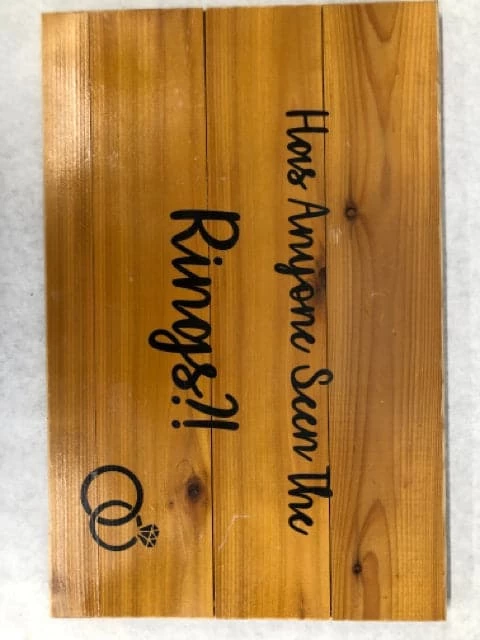 Has Anyone Seen The
Rings?!